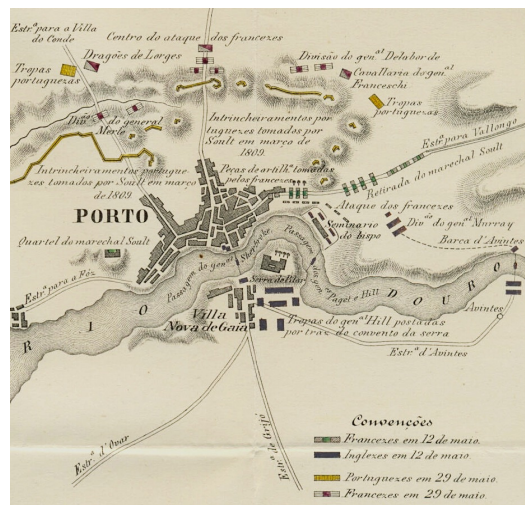 Estr.ª para a Villa
do Conde
Centro do ataque dos francezes
Dragões de Lorges
Divisão do gen.al Delaborde
Cavallaria do gen.al
Franceschi
Tropas
portuguezas
Tropas
portuguezas
Div.ão do general
Merle
Intrincheiramentos por-
tuguezes tomados por
Soult em março de
1809.
Estr.ª para Vallongo
Intrincheiramentos portugue-
zes tomados por Soult em março
de 1809
Peças de artilh.ª tomadas
pelos francezes
Retirada do marechal Soult
Ataque dos francezes
PORTO
Seminario
do bispo
Div.ão do gen.al Murray
Barca d'Avintes
Quartel do marechal Soult
Passagem do gen.al Sherbroke
Passagem dos gen.es Paget e Hill
Estr.ª para a Fóz
Serra do Pilar
RIO DOURO
Villa
Nova de Gaia
Avintes
Tropas do gen.al Hill postadas
por traz do convento da serra
Estr.ª d'Avintes
Estr.ª d'Ovar
Estr.ª de Grijo
Convenções
Francezes em 12 de maio.
Inglezes em 12 de maio.
Portuguezes em 29 de maio.
Francezes em 29 de maio.